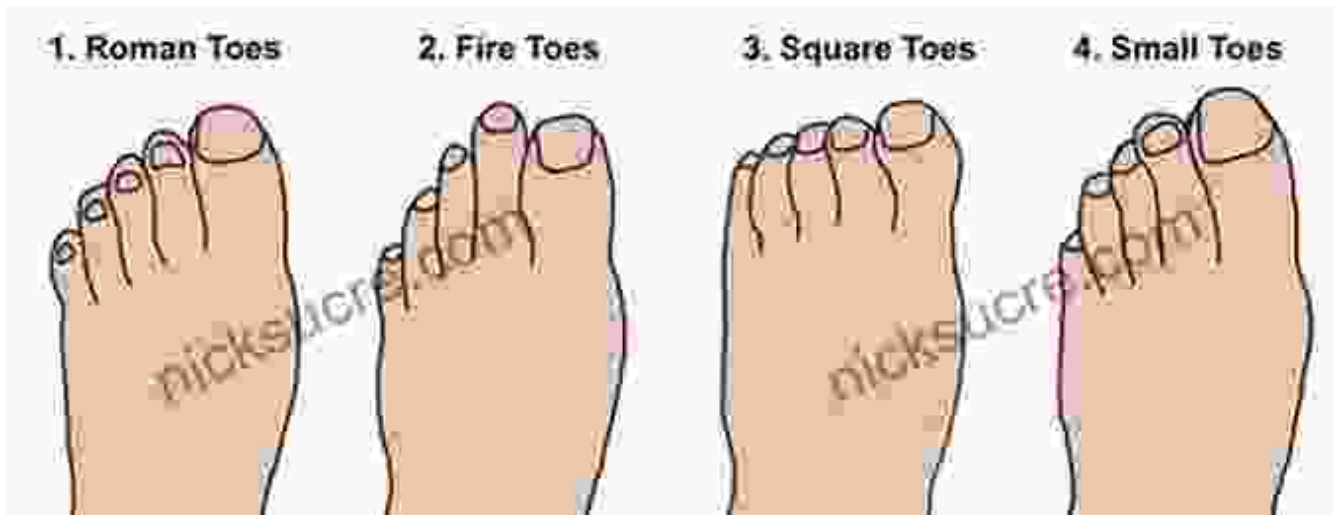 1. Roman Toes
2. Fire Toes
3. Square Toes
4. Small Toes
nicksucre.com
nicksucre.com